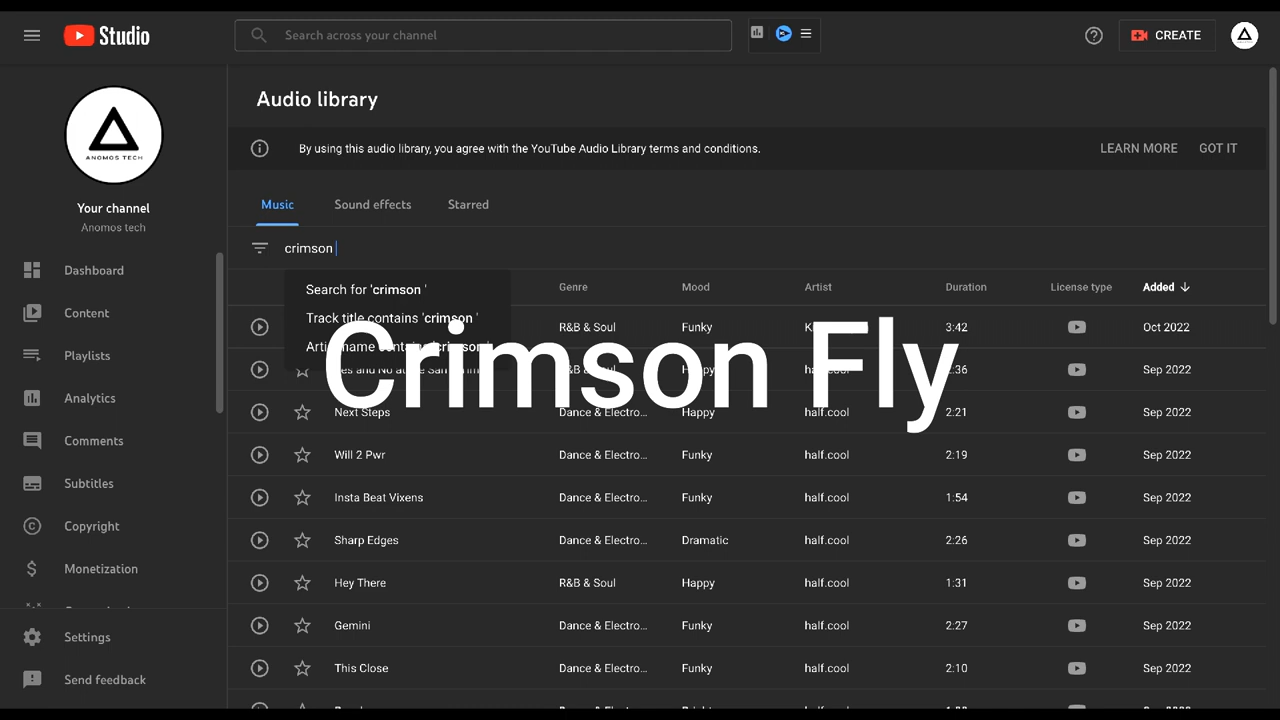 Studio
Search across your channel
CREATE
ANOMOS TECH
Your channel
Anomos tech
Dashboard
Content
Playlists
Analytics
Comments
Subtitles
Copyright
Monetization
Settings
Send feedback
Audio library
By using this audio library, you agree with the YouTube Audio Library terms and conditions.
LEARN MORE
GOT IT
Music
Sound effects
Starred
crimson
Search for 'crimson '
Track title contains 'crimson '
Artist name contains 'crimson '
Genre Mood Artist Duration License type Added
R&B & Soul Funky 3:42 Oct 2022
Crimson Fly
Happy half.cool 2:36 Sep 2022
Next Steps Dance & Electro... Happy half.cool 2:21 Sep 2022
Will 2 Pwr Dance & Electro... Funky half.cool 2:19 Sep 2022
Insta Beat Vixens Dance & Electro... Funky half.cool 1:54 Sep 2022
Sharp Edges Dance & Electro... Dramatic half.cool 2:26 Sep 2022
Hey There R&B & Soul Happy half.cool 1:31 Sep 2022
Gemini Dance & Electro... Funky half.cool 2:27 Sep 2022
This Close Dance & Electro... Funky half.cool 2:10 Sep 2022